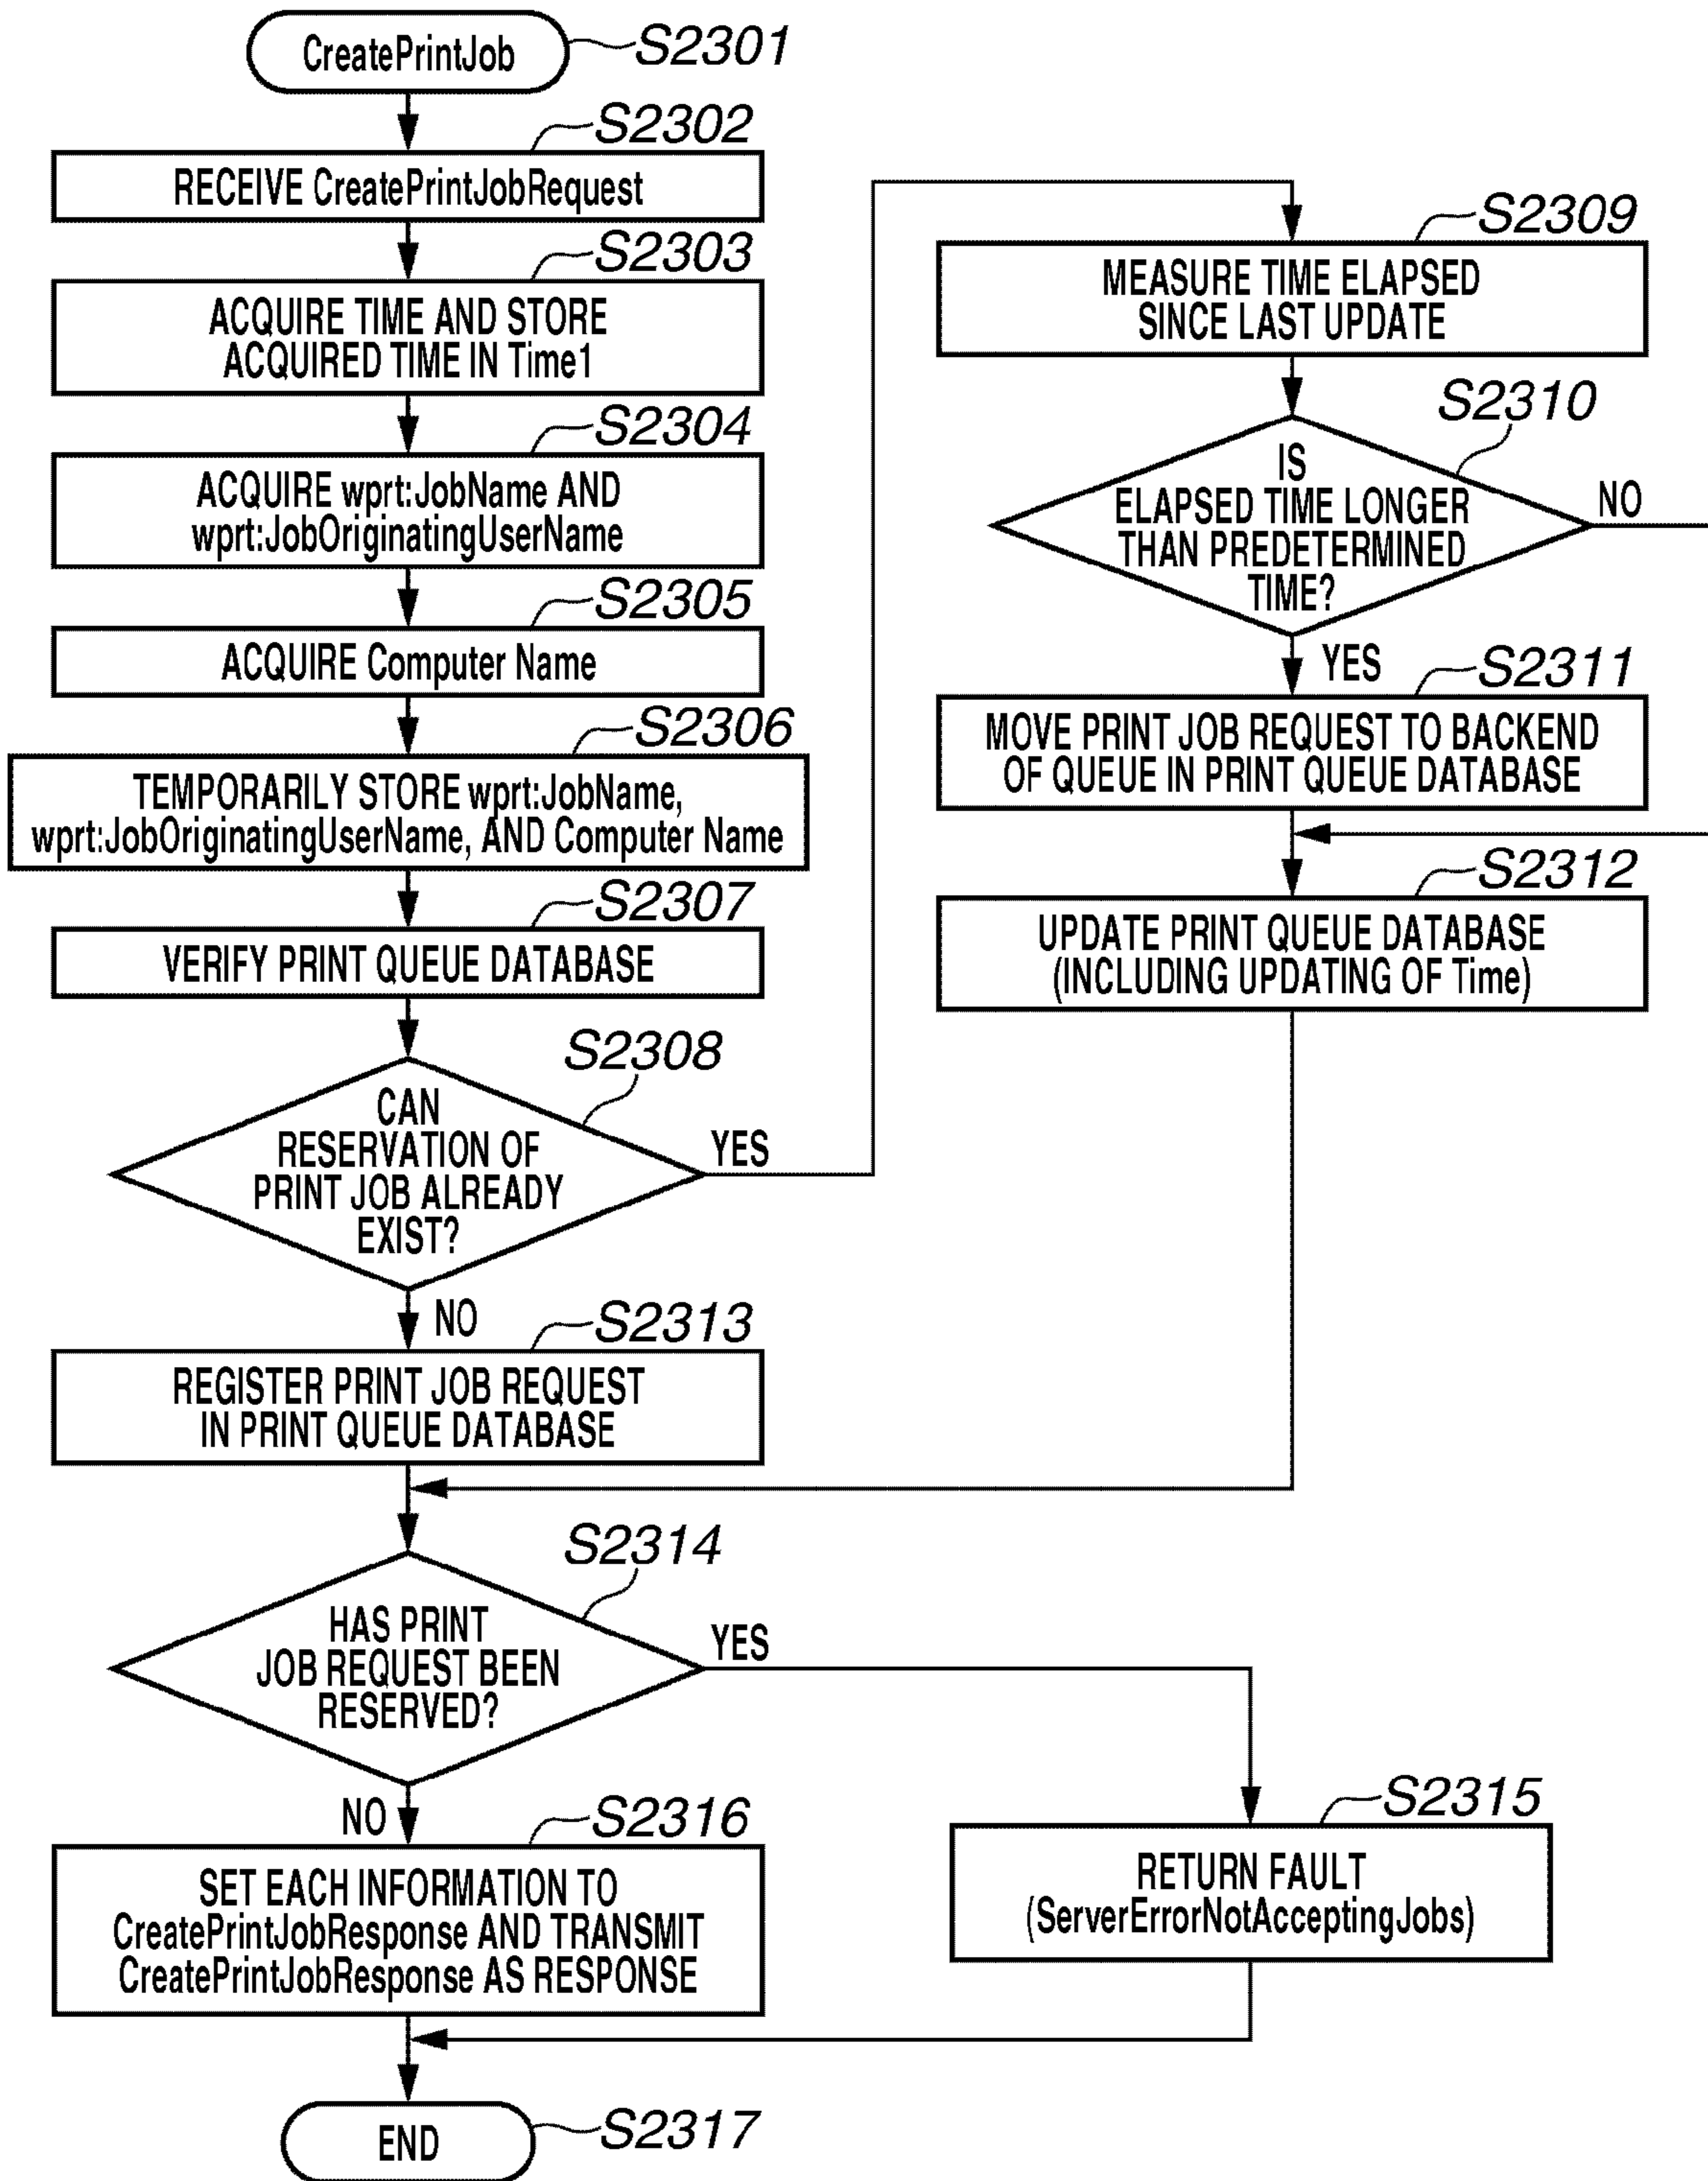 CreatePrintJob
S2301
S2302
RECEIVE CreatePrintJobRequest
S2303
ACQUIRE TIME AND STORE
ACQUIRED TIME IN Time1
S2304
ACQUIRE wprt:JobName AND
wprt:JobOriginatingUserName
S2305
ACQUIRE Computer Name
S2306
TEMPORARILY STORE wprt:JobName,
wprt:JobOriginatingUserName, AND Computer Name
S2307
VERIFY PRINT QUEUE DATABASE
S2308
CAN
RESERVATION OF
PRINT JOB ALREADY
EXIST?
YES
NO
S2309
MEASURE TIME ELAPSED
SINCE LAST UPDATE
S2310
IS
ELAPSED TIME LONGER
THAN PREDETERMINED
TIME?
NO
YES
S2311
MOVE PRINT JOB REQUEST TO BACKEND
OF QUEUE IN PRINT QUEUE DATABASE
S2312
UPDATE PRINT QUEUE DATABASE
(INCLUDING UPDATING OF Time)
S2313
REGISTER PRINT JOB REQUEST
IN PRINT QUEUE DATABASE
S2314
HAS PRINT
JOB REQUEST BEEN
RESERVED?
YES
NO
S2315
RETURN FAULT
(ServerErrorNotAcceptingJobs)
S2316
SET EACH INFORMATION TO
CreatePrintJobResponse AND TRANSMIT
CreatePrintJobResponse AS RESPONSE
END
S2317